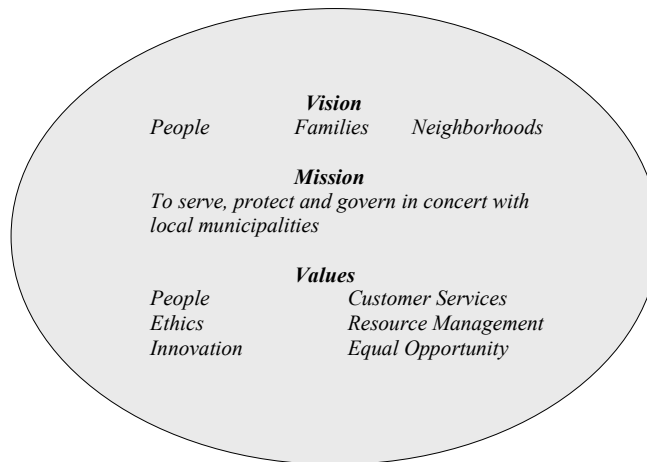 Vision
People Families Neighborhoods
Mission
To serve, protect and govern in concert with
local municipalities
Values
People Customer Services
Ethics Resource Management
Innovation Equal Opportunity